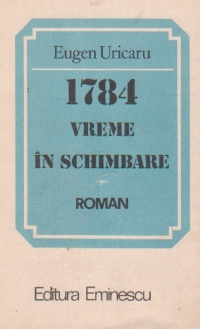 Eugen Uricaru
1784
VREME
ÎN SCHIMBARE
ROMAN
Editura Eminescu